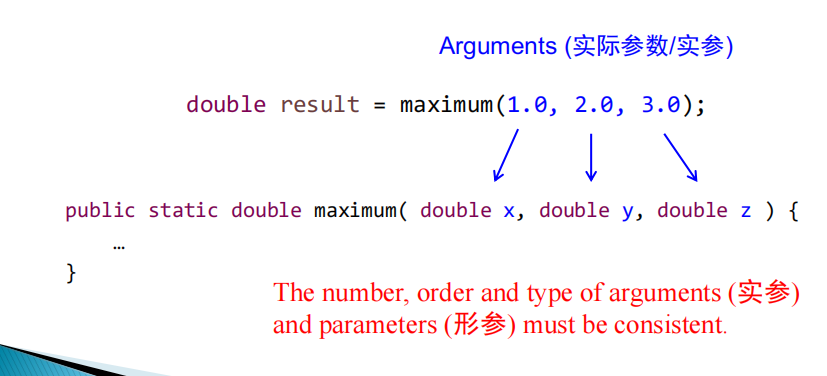 Arguments (实际参数/实参)
double result = maximum(1.0, 2.0, 3.0);
public static double maximum( double x, double y, double z ) {
…
}
The number, order and type of arguments (实参)
and parameters (形参) must be consistent.